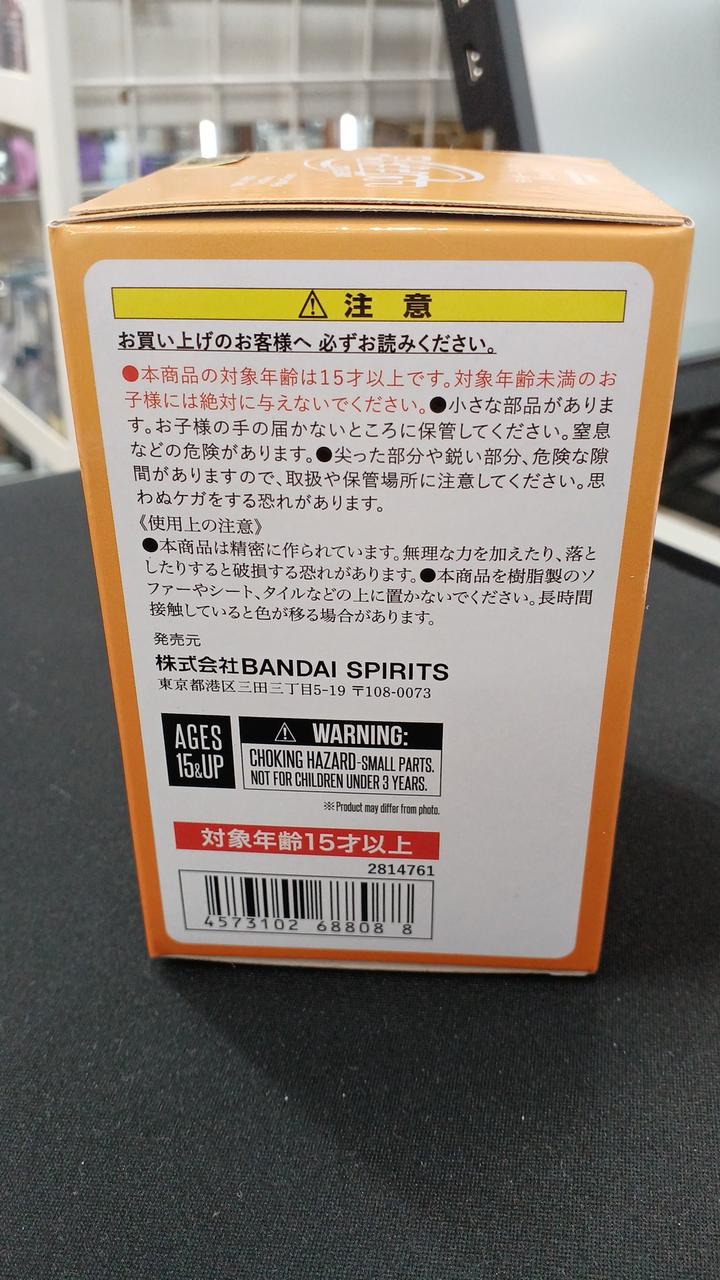 ⚠ 注 意
お買い上げのお客様へ 必ずお読みください。
●本商品の対象年齢は15才以上です。対象年齢未満のお
子様には絶対に与えないでください。●小さな部品がありま
す。お子様の手の届かないところに保管してください。窒息
などの危険があります。●尖った部分や鋭い部分、危険な隙
間がありますので、取扱や保管場所に注意してください。思
わぬケガをする恐れがあります。
《使用上の注意》
●本商品は精密に作られています。無理な力を加えたり、落と
したりすると破損する恐れがあります。●本商品を樹脂製のソ
ファーやシート、タイルなどの上に置かないでください。長時間
接触していると色が移る場合があります。
発売元
株式会社BANDAI SPIRITS
東京都港区三田三丁目5-19 〒108-0073
AGES
15&UP
⚠ WARNING:
CHOKING HAZARD-SMALL PARTS.
NOT FOR CHILDREN UNDER 3 YEARS.
※Product may differ from photo.
対象年齢15才以上
2814761
4573102 68808 8